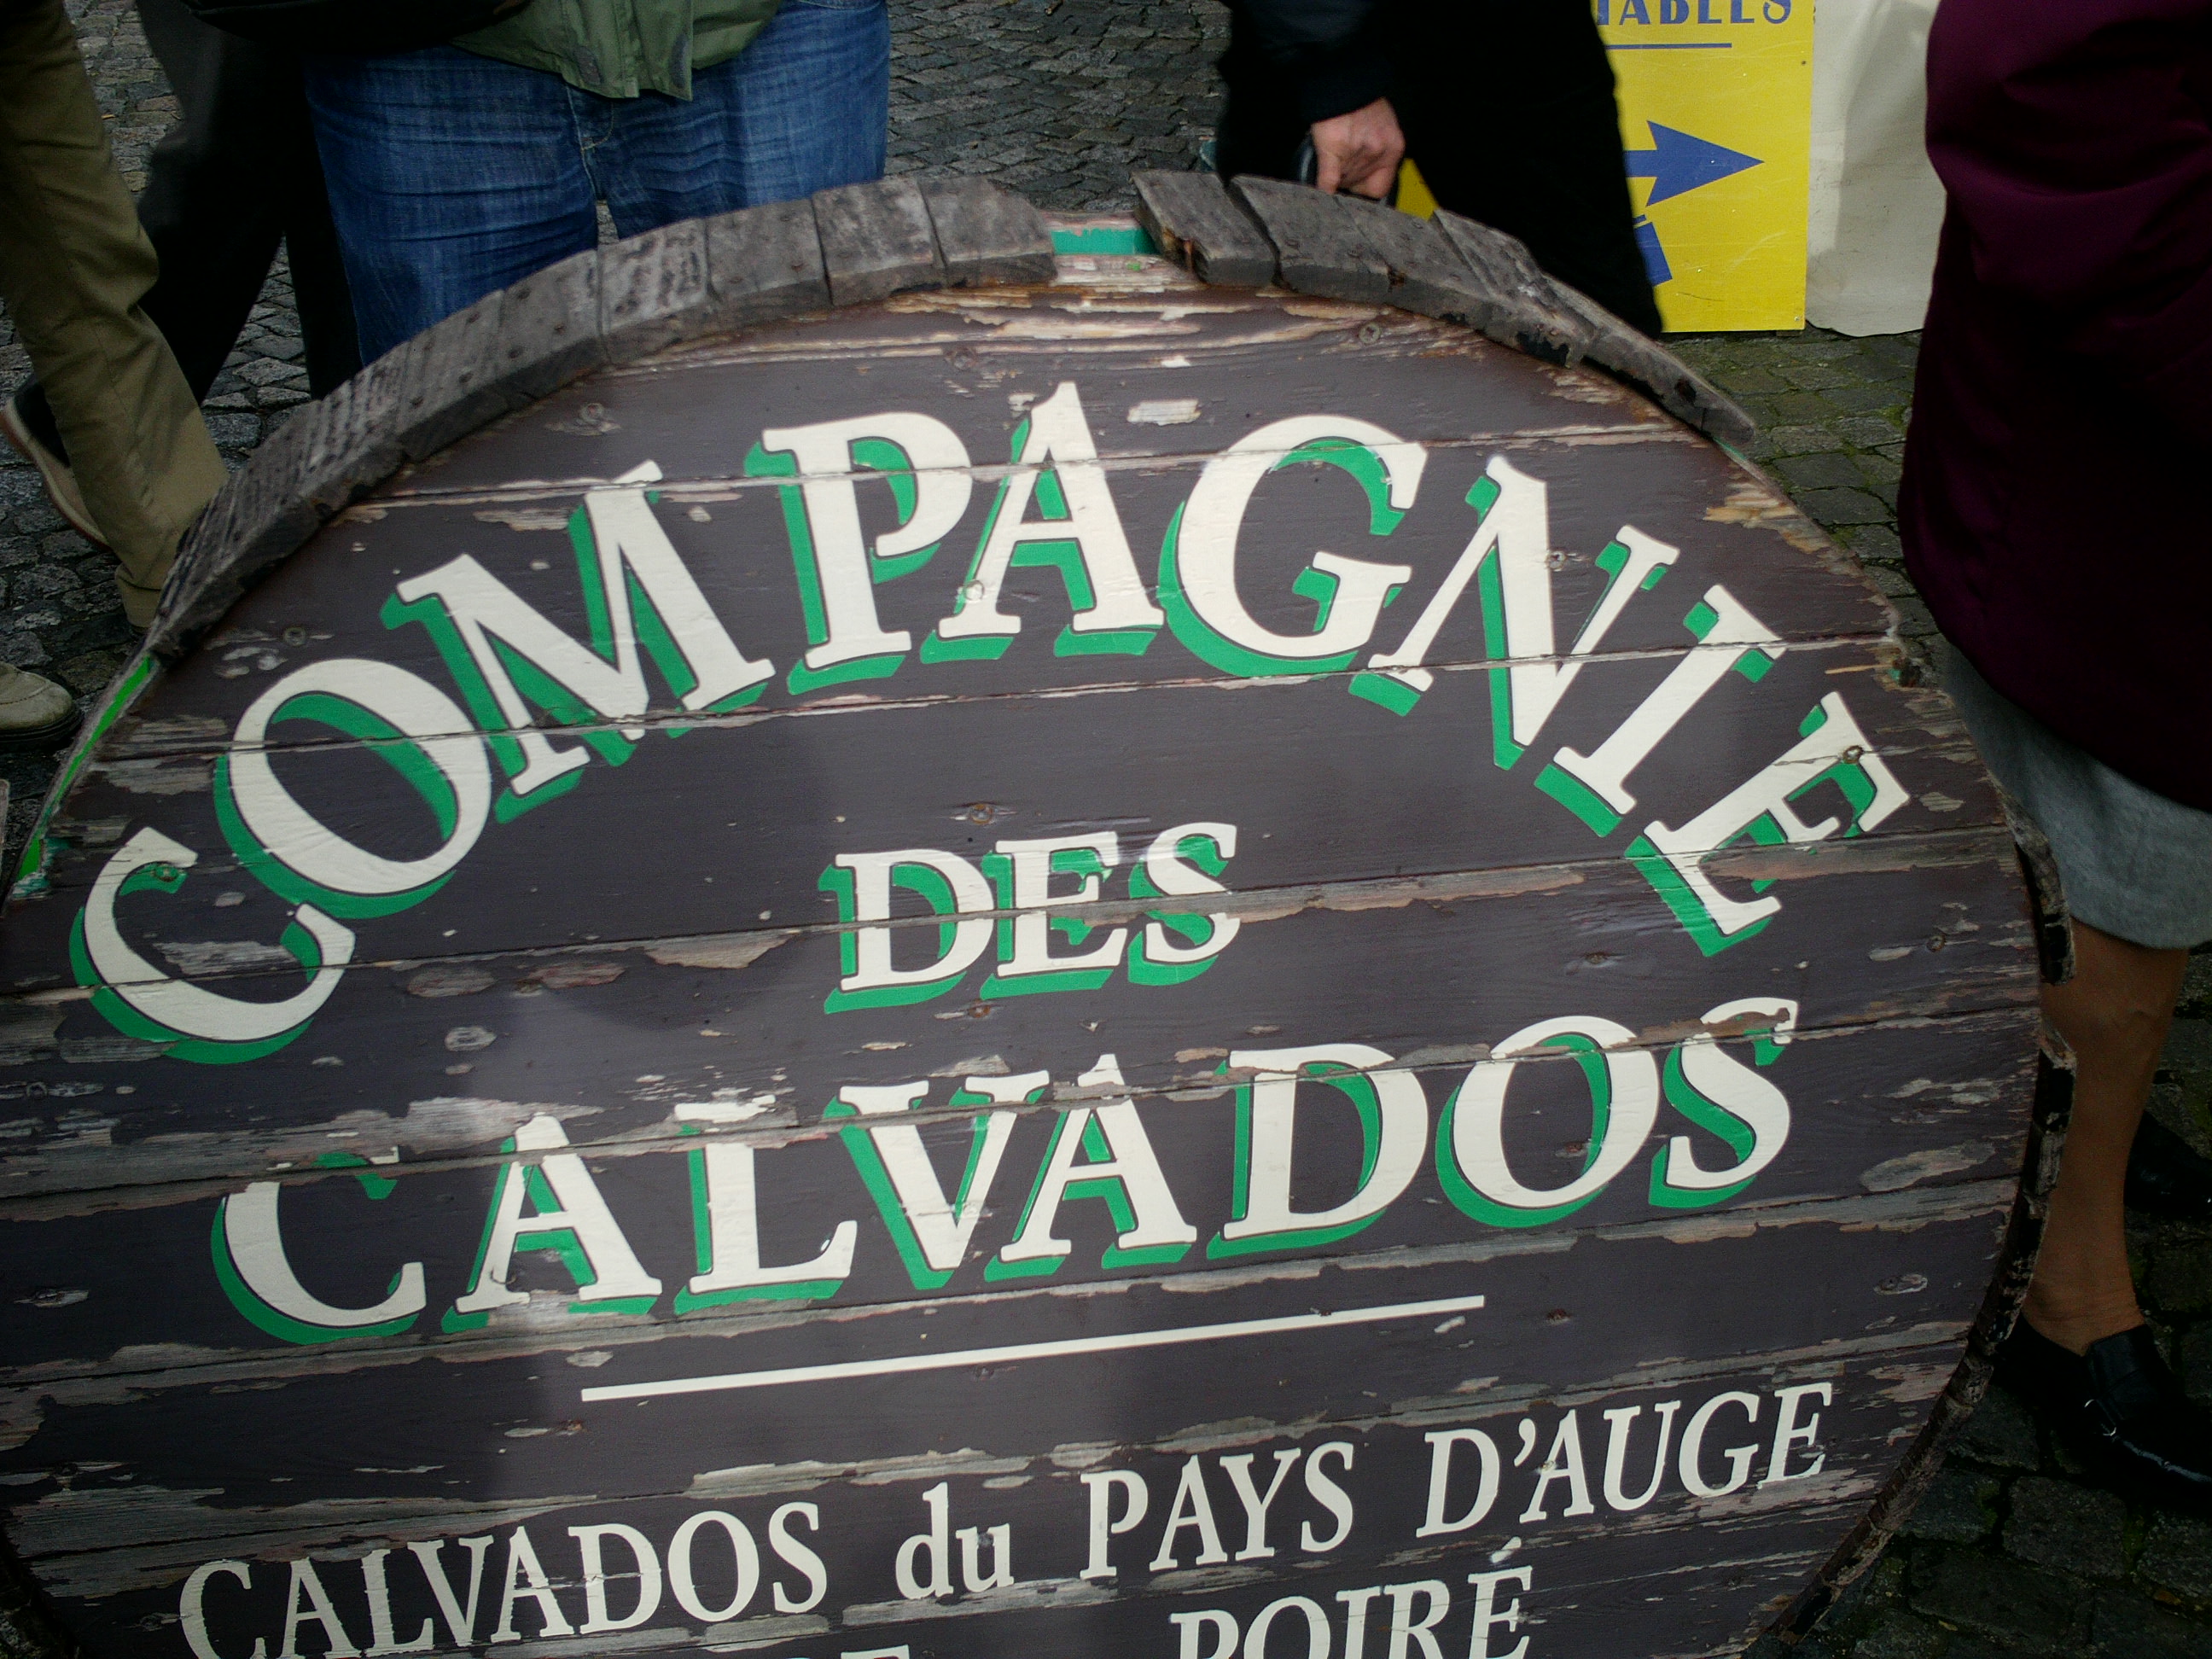 COMPAGNIE
DES
CALVADOS
CALVADOS du PAYS D'AUGE
POIRÉ